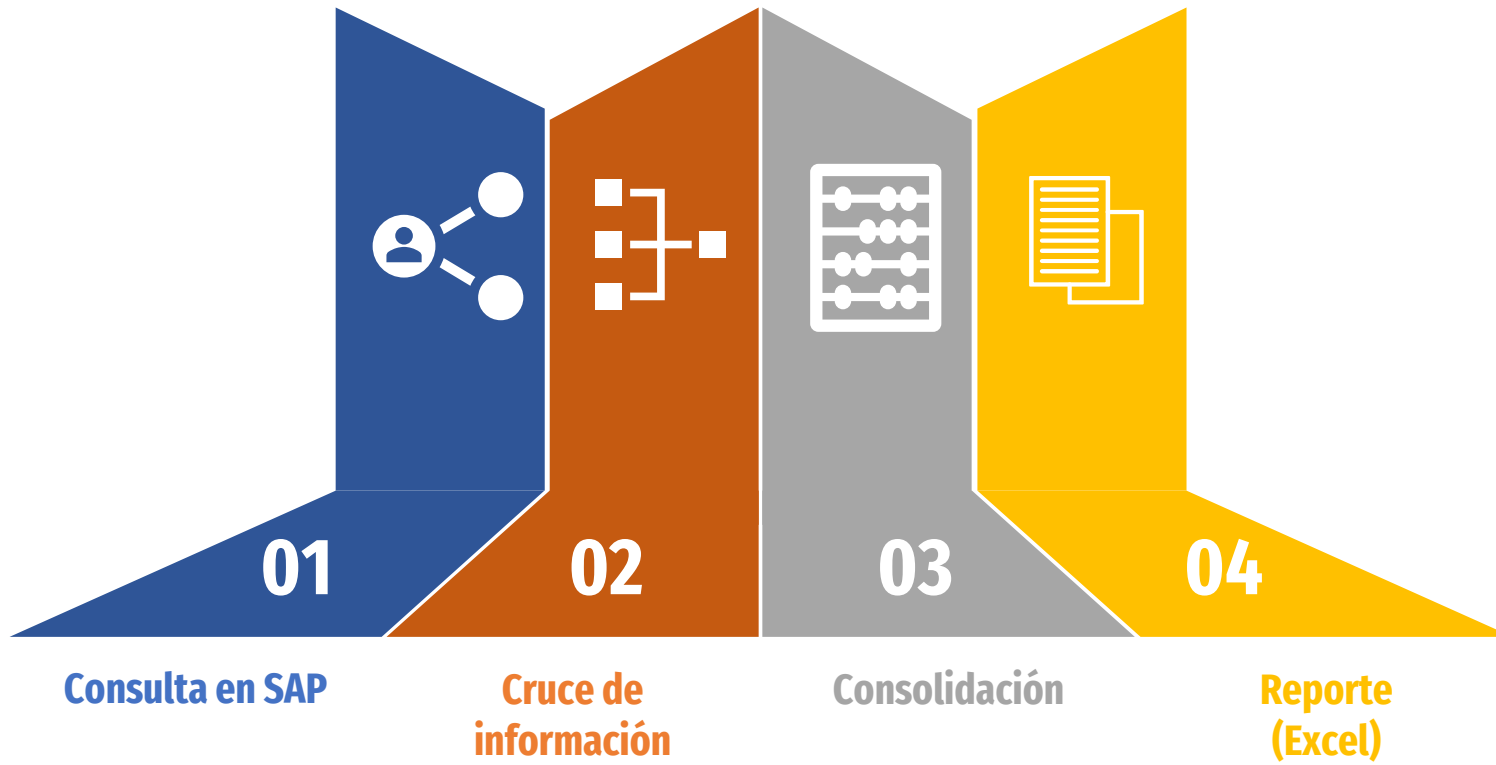 01
02
03
04
Consulta en SAP
Cruce de
información
Consolidación
Reporte
(Excel)